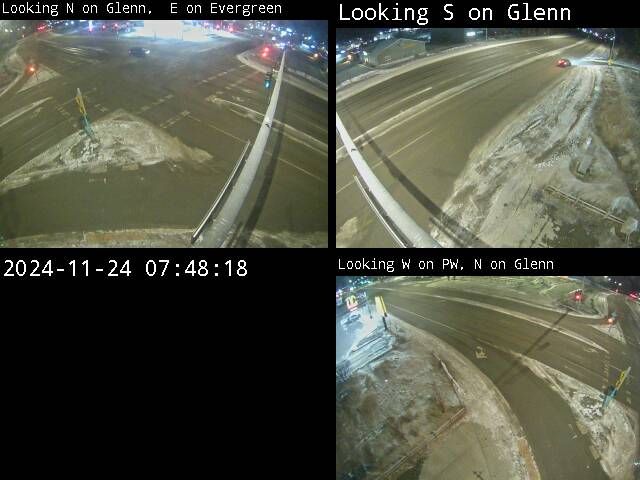 Looking N on Glenn,  E on Evergreen
Looking S on Glenn
2024-11-24 07:48:18
Looking W on PW, N on Glenn